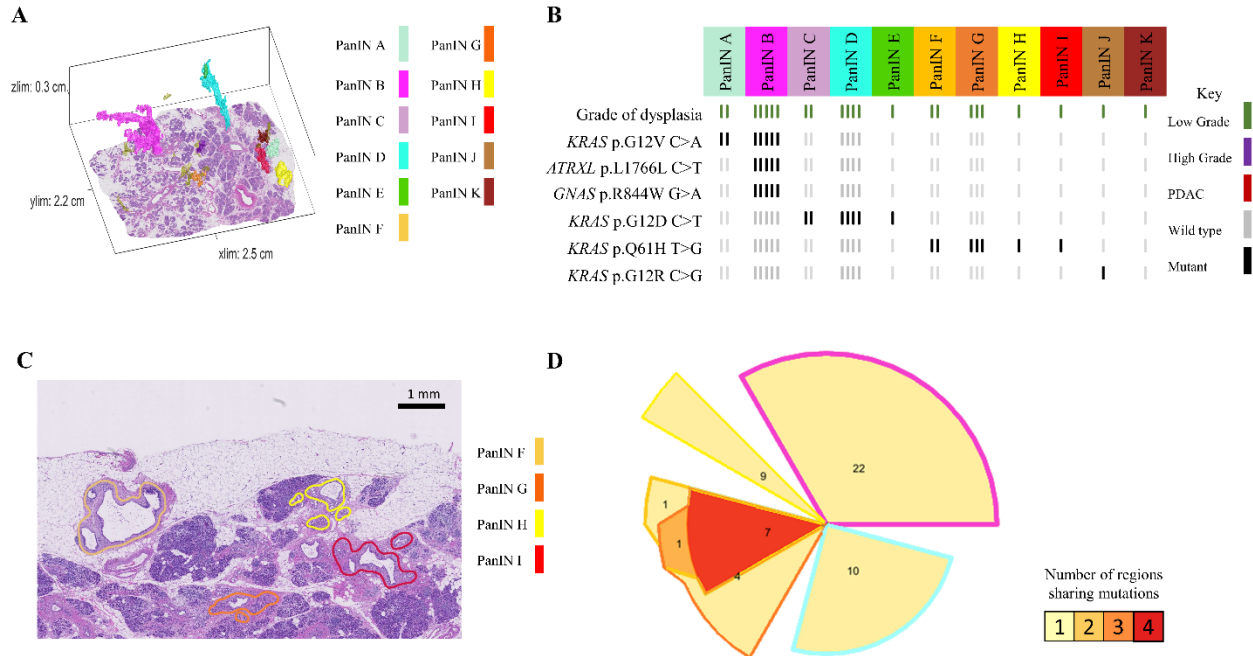 A
zlim: 0.3 cm
ylim: 2.2 cm
xlim: 2.5 cm
PanIN A
PanIN B
PanIN C
PanIN D
PanIN E
PanIN F
PanIN G
PanIN H
PanIN I
PanIN J
PanIN K
B
PanIN A
PanIN B
PanIN C
PanIN D
PanIN E
PanIN F
PanIN G
PanIN H
PanIN I
PanIN J
PanIN K
Grade of dysplasia
KRAS p.G12V C>A
ATRXL p.L1766L C>T
GNAS p.R844W G>A
KRAS p.G12D C>T
KRAS p.Q61H T>G
KRAS p.G12R C>G
Key
Low Grade
High Grade
PDAC
Wild type
Mutant
C
1 mm
PanIN F
PanIN G
PanIN H
PanIN I
D
22
9
1
7
1
4
10
Number of regions
sharing mutations
1 2 3 4